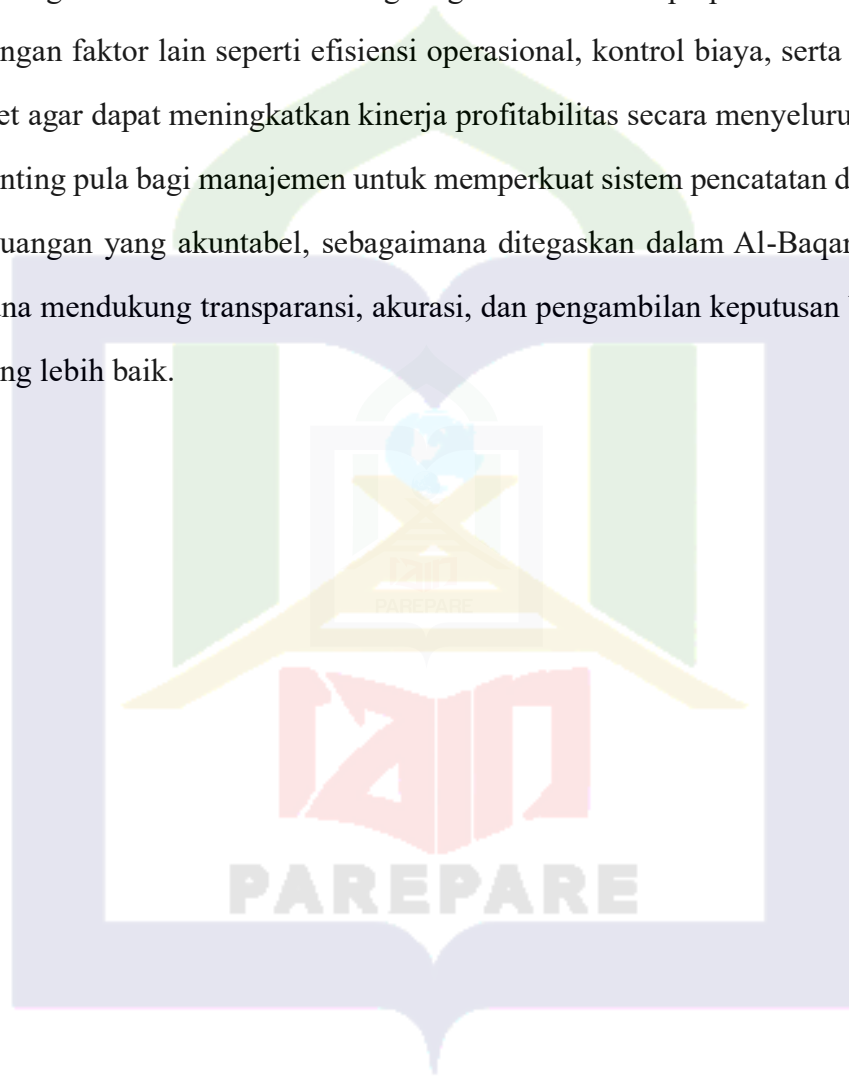 ngan faktor lain seperti efisiensi operasional, kontrol biaya, serta
et agar dapat meningkatkan kinerja profitabilitas secara menyeluru
nting pula bagi manajemen untuk memperkuat sistem pencatatan d
uangan yang akuntabel, sebagaimana ditegaskan dalam Al-Baqar
na mendukung transparansi, akurasi, dan pengambilan keputusan
ng lebih baik.
PAREPARE
iain
PAREPARE